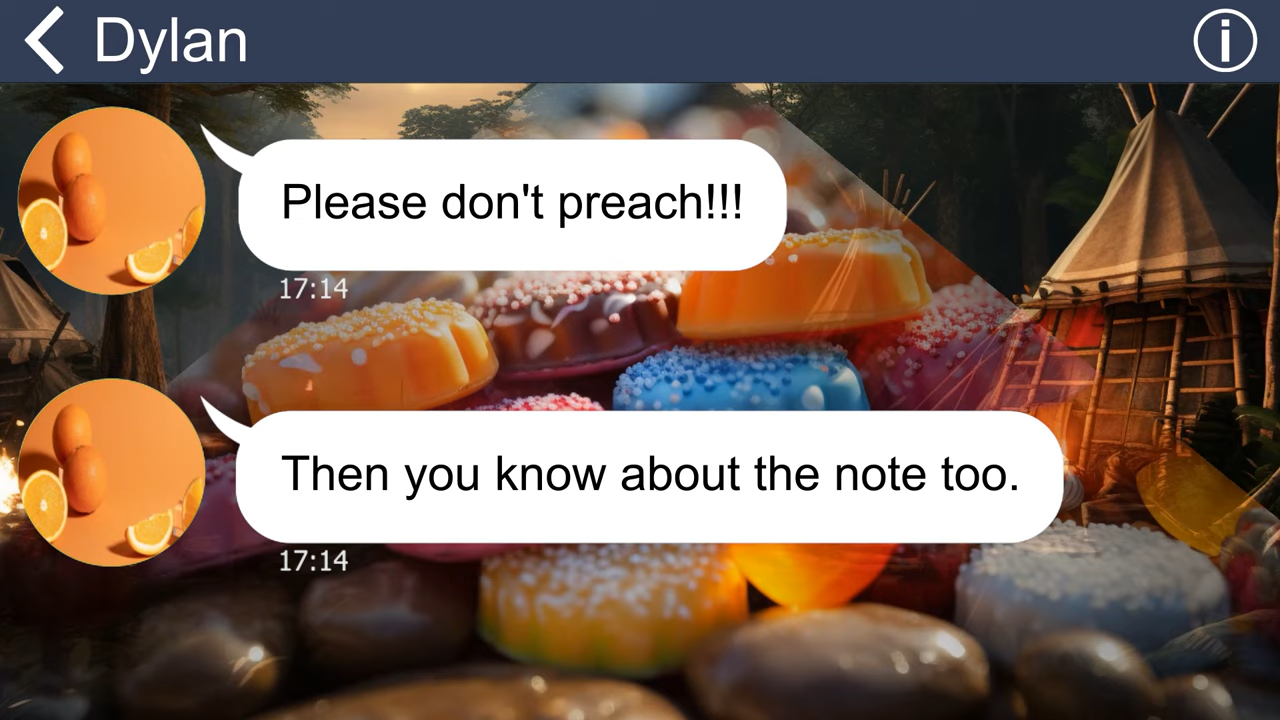 Dylan
Please don't preach!!!
17:14
Then you know about the note too.
17:14